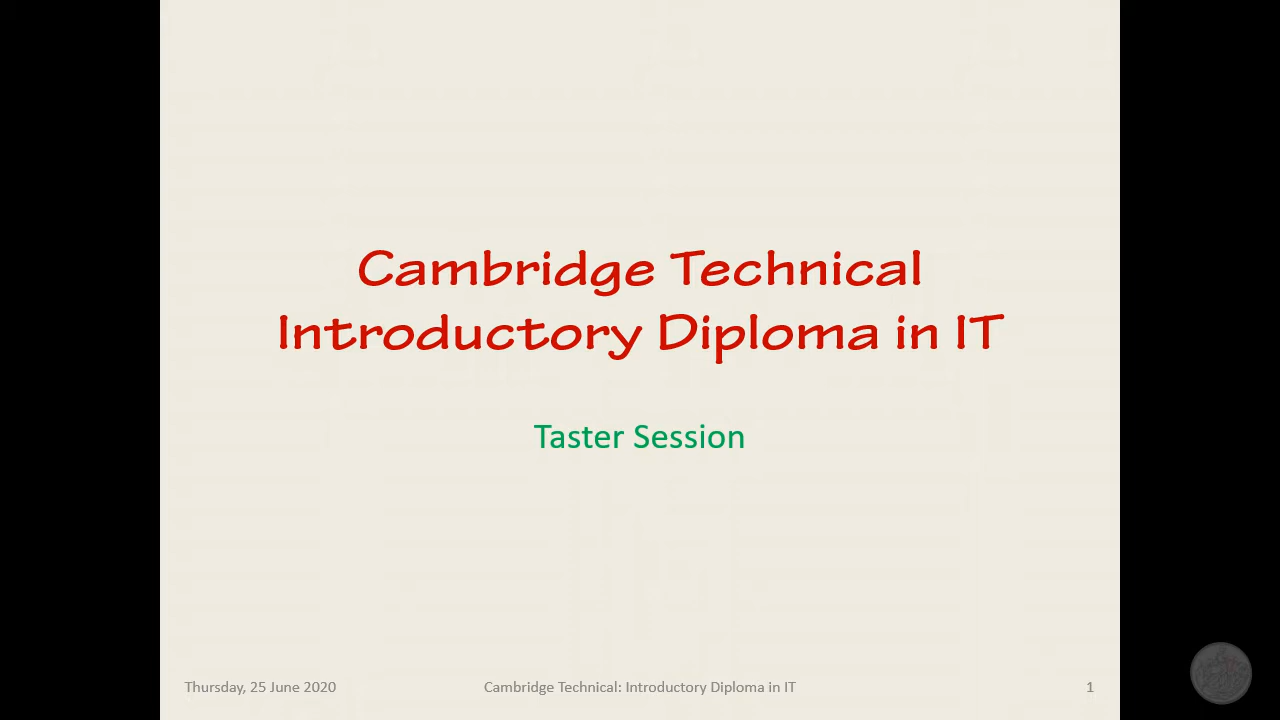 Cambridge Technical
Introductory Diploma in IT
Taster Session
Thursday, 25 June 2020
Cambridge Technical: Introductory Diploma in IT
1